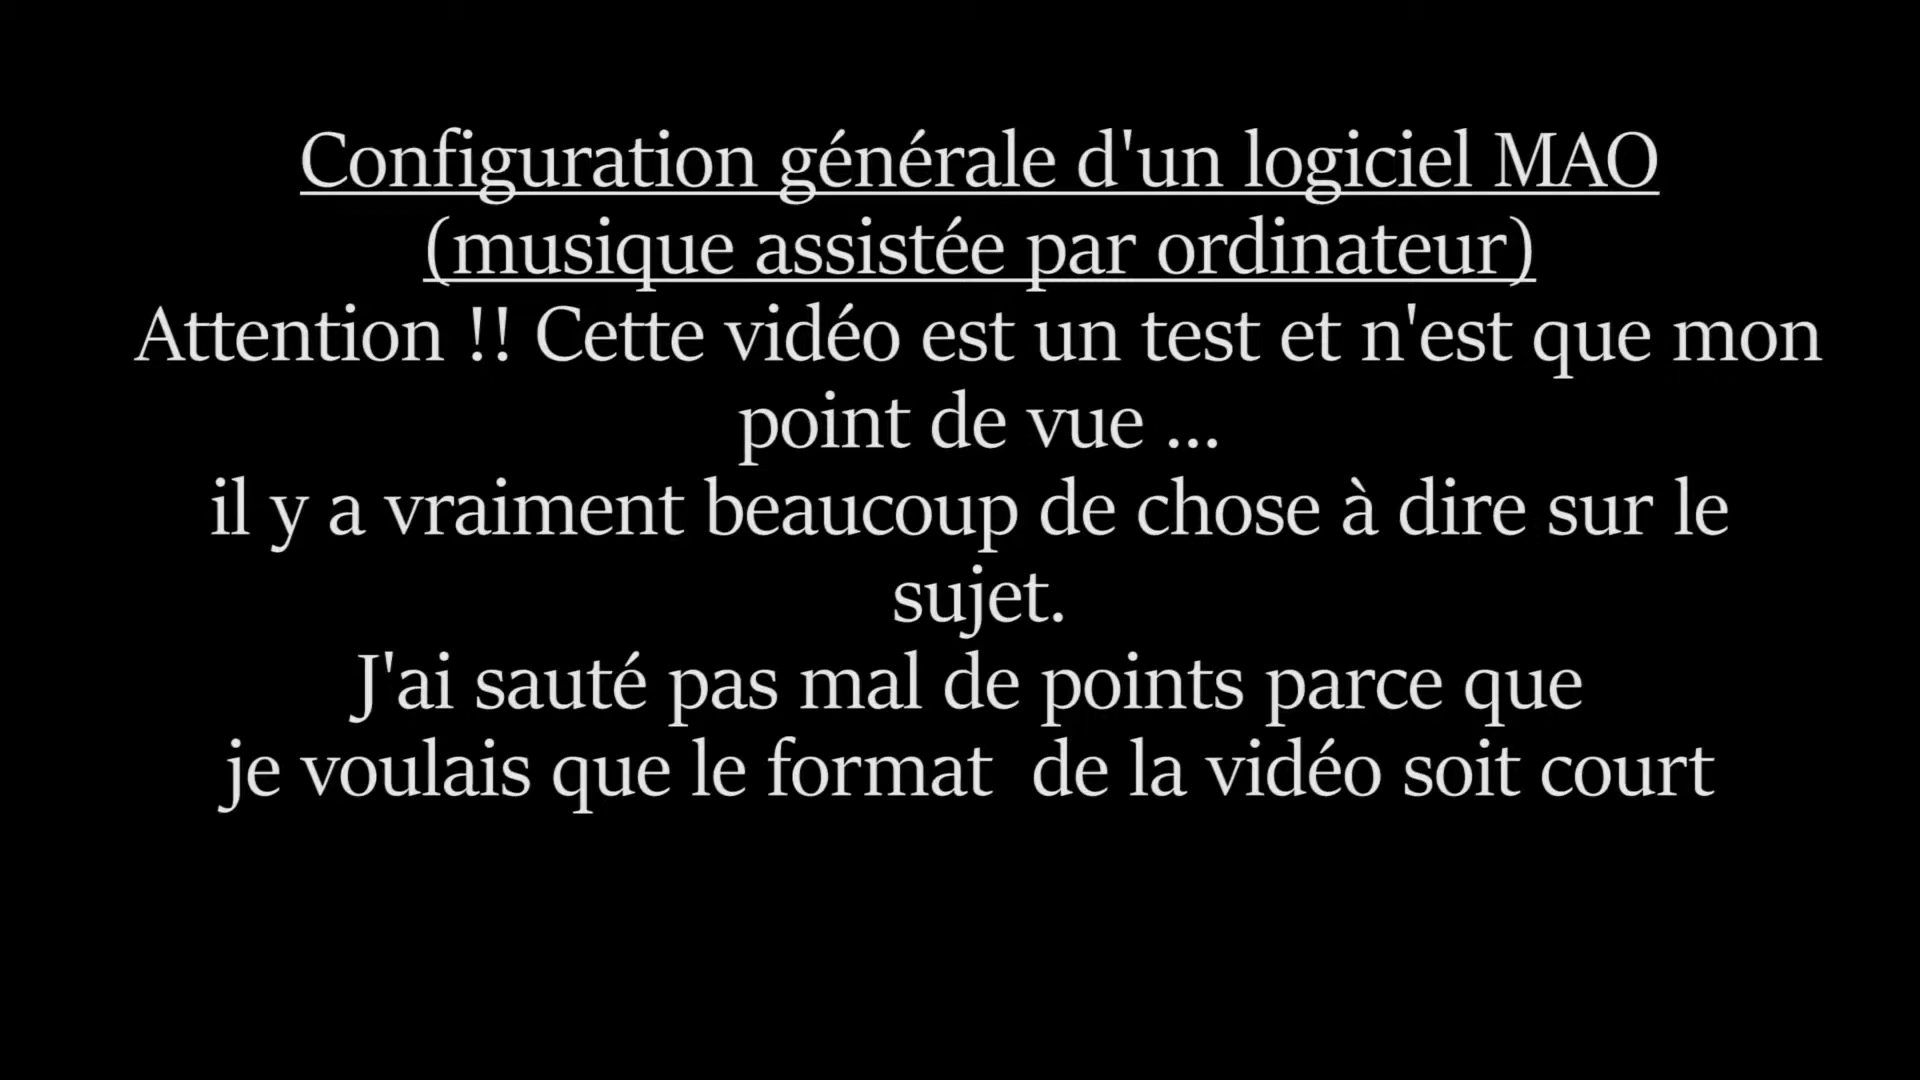 Configuration générale d'un logiciel MAO
(musique assistée par ordinateur)
Attention !! Cette vidéo est un test et n'est que mon
point de vue ...
il y a vraiment beaucoup de chose à dire sur le
sujet.
J'ai sauté pas mal de points parce que
je voulais que le format  de la vidéo soit court